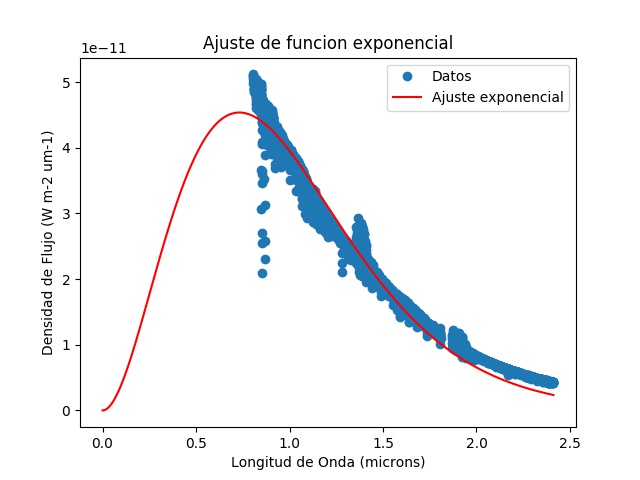 Ajuste de funcion exponencial
1e−11
Datos
Ajuste exponencial
5
4
3
2
1
0
Densidad de Flujo (W m-2 um-1)
0.0 0.5 1.0 1.5 2.0 2.5
Longitud de Onda (microns)